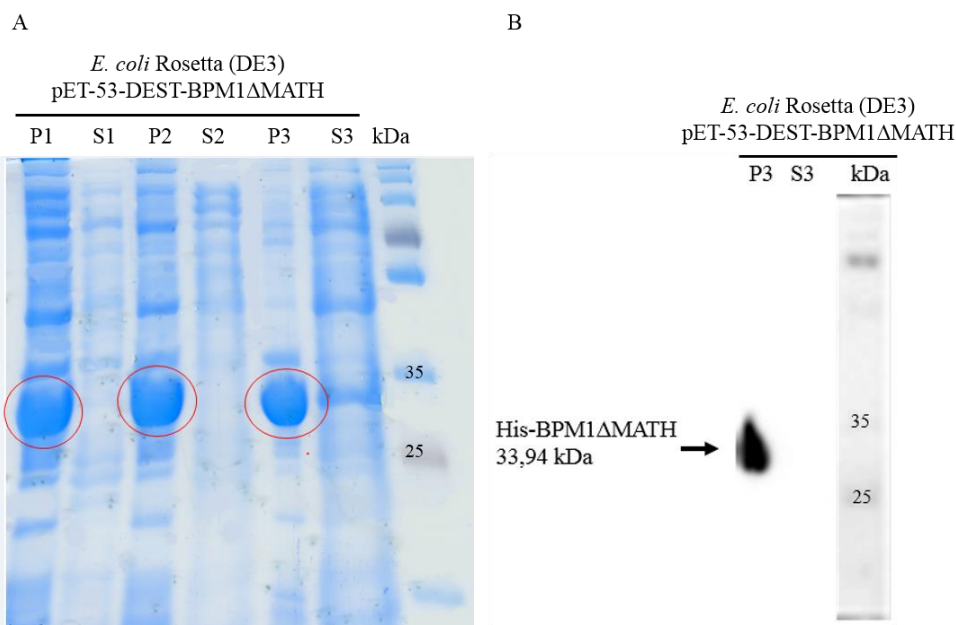 A
E. coli Rosetta (DE3)
pET-53-DEST-BPM1ΔMATH
P1 S1 P2 S2 P3 S3 kDa
35
25
B
E. coli Rosetta (DE3)
pET-53-DEST-BPM1ΔMATH
P3 S3 kDa
His-BPM1ΔMATH
33,94 kDa
35
25